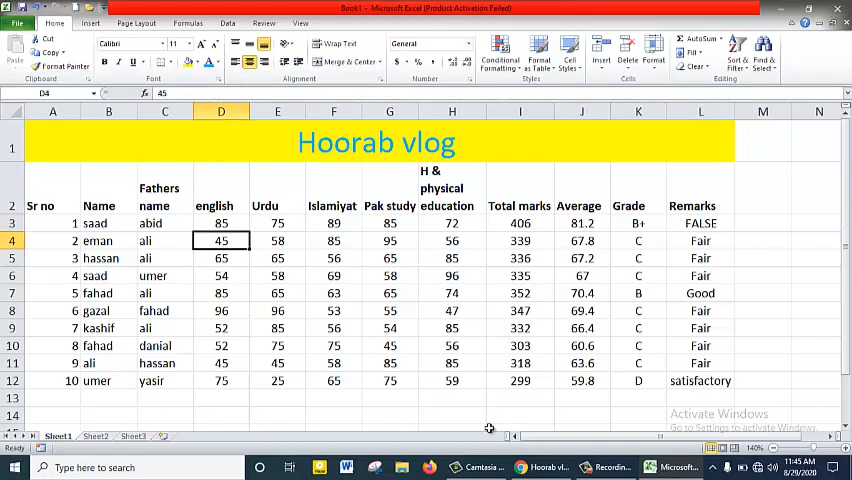 Book1 - Microsoft Excel (Product Activation Failed)
File Home Insert Page Layout Formulas Data Review View
Cut Copy Format Painter Paste Clipboard
Calibri 11 B I U Font
Wrap Text Merge & Center Alignment
General $ % , Number
Conditional Formatting Format as Table Cell Styles Styles
Insert Delete Format Cells
AutoSum Fill Clear Sort & Filter Find & Select Editing
D4 fx 45
A B C D E F G H I J K L M N
1 Hoorab vlog
2 Sr no Name Fathers name english Urdu Islamiyat Pak study H & physical education Total marks Average Grade Remarks
3 1 saad abid 85 75 89 85 72 406 81.2 B+ FALSE
4 2 eman ali 45 58 85 95 56 339 67.8 C Fair
5 3 hassan ali 65 65 56 65 85 336 67.2 C Fair
6 4 saad umer 54 58 69 58 96 335 67 C Fair
7 5 fahad ali 85 65 63 65 74 352 70.4 B Good
8 6 gazal fahad 96 96 53 55 47 347 69.4 C Fair
9 7 kashif ali 52 85 56 54 85 332 66.4 C Fair
10 8 fahad danial 52 75 75 45 56 303 60.6 C Fair
11 9 ali hassan 45 45 58 85 85 318 63.6 C Fair
12 10 umer yasir 75 25 65 75 59 299 59.8 D satisfactory
13
14
Activate Windows
Go to Settings to activate Windows.
Sheet1 Sheet2 Sheet3
Ready 140%
Type here to search Camtasia ... Hoorab vl... Recordin... Microsof... 11:45 AM
8/29/2020